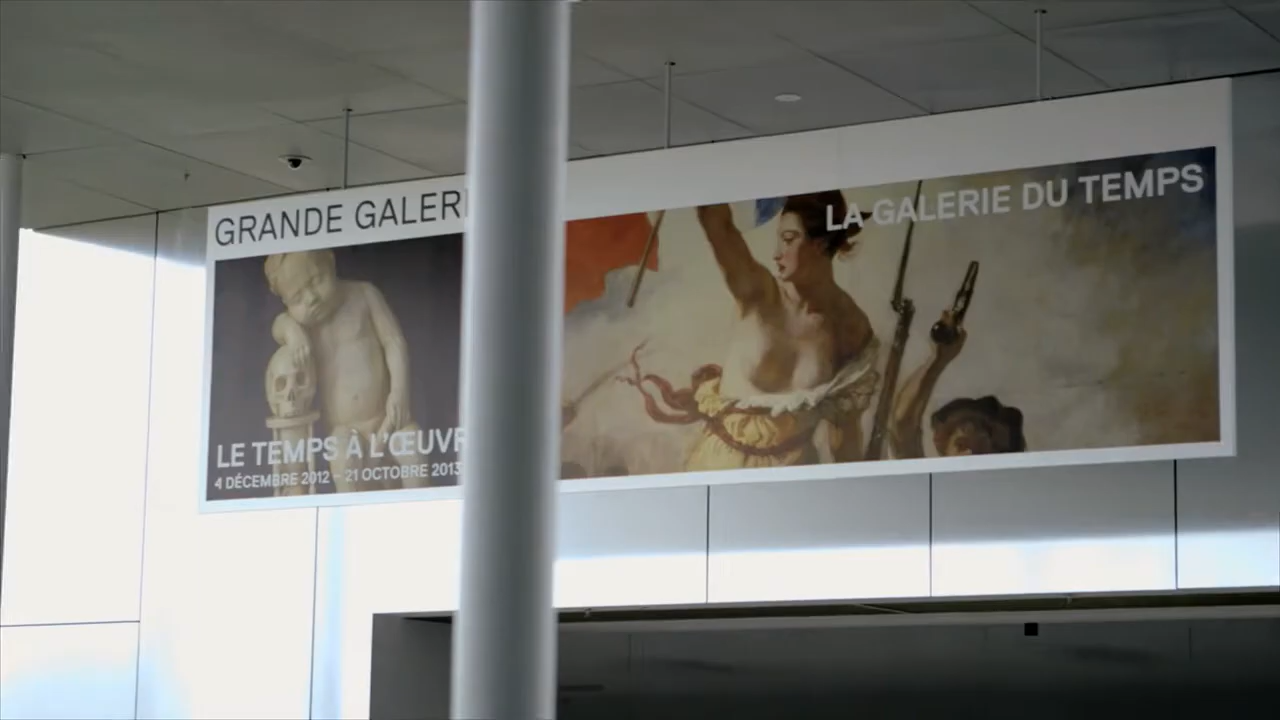 GRANDE GALERI
LA GALERIE DU TEMPS
LE TEMPS À L'ŒUVR
4 DÉCEMBRE 2012 – 21 OCTOBRE 2013